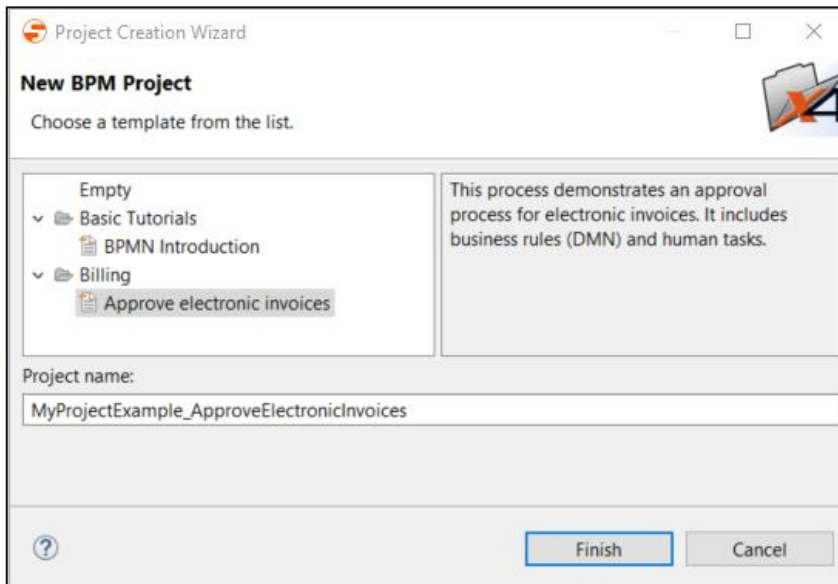 Project Creation Wizard
New BPM Project
Choose a template from the list.
X4
Empty
Basic Tutorials
BPMN Introduction
Billing
Approve electronic invoices
This process demonstrates an approval
process for electronic invoices. It includes
business rules (DMN) and human tasks.
Project name:
MyProjectExample_ApproveElectronicInvoices
?
Finish
Cancel